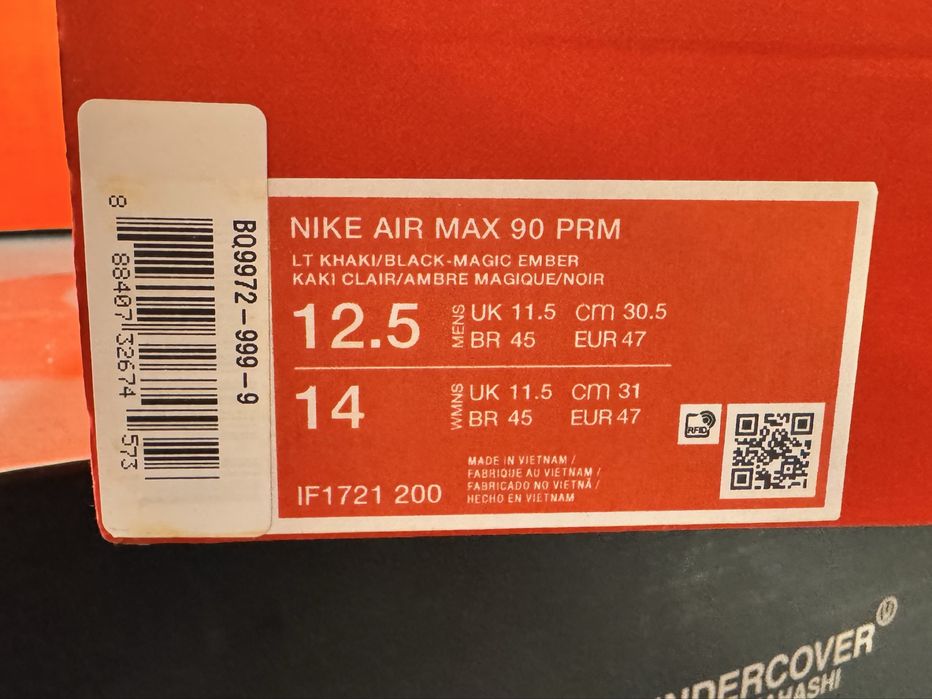 8 88407 32674 573
BQ9972-999-9
NIKE AIR MAX 90 PRM
LT KHAKI/BLACK-MAGIC EMBER
KAKI CLAIR/AMBRE MAGIQUE/NOIR
12.5 MENS UK 11.5 cm 30.5
BR 45 EUR 47
14 WMNS UK 11.5 cm 31
BR 45 EUR 47
RFID
IF1721 200
MADE IN VIETNAM /
FABRIQUE AU VIETNAM /
FABRICADO NO VIETNÃ /
HECHO EN VIETNAM